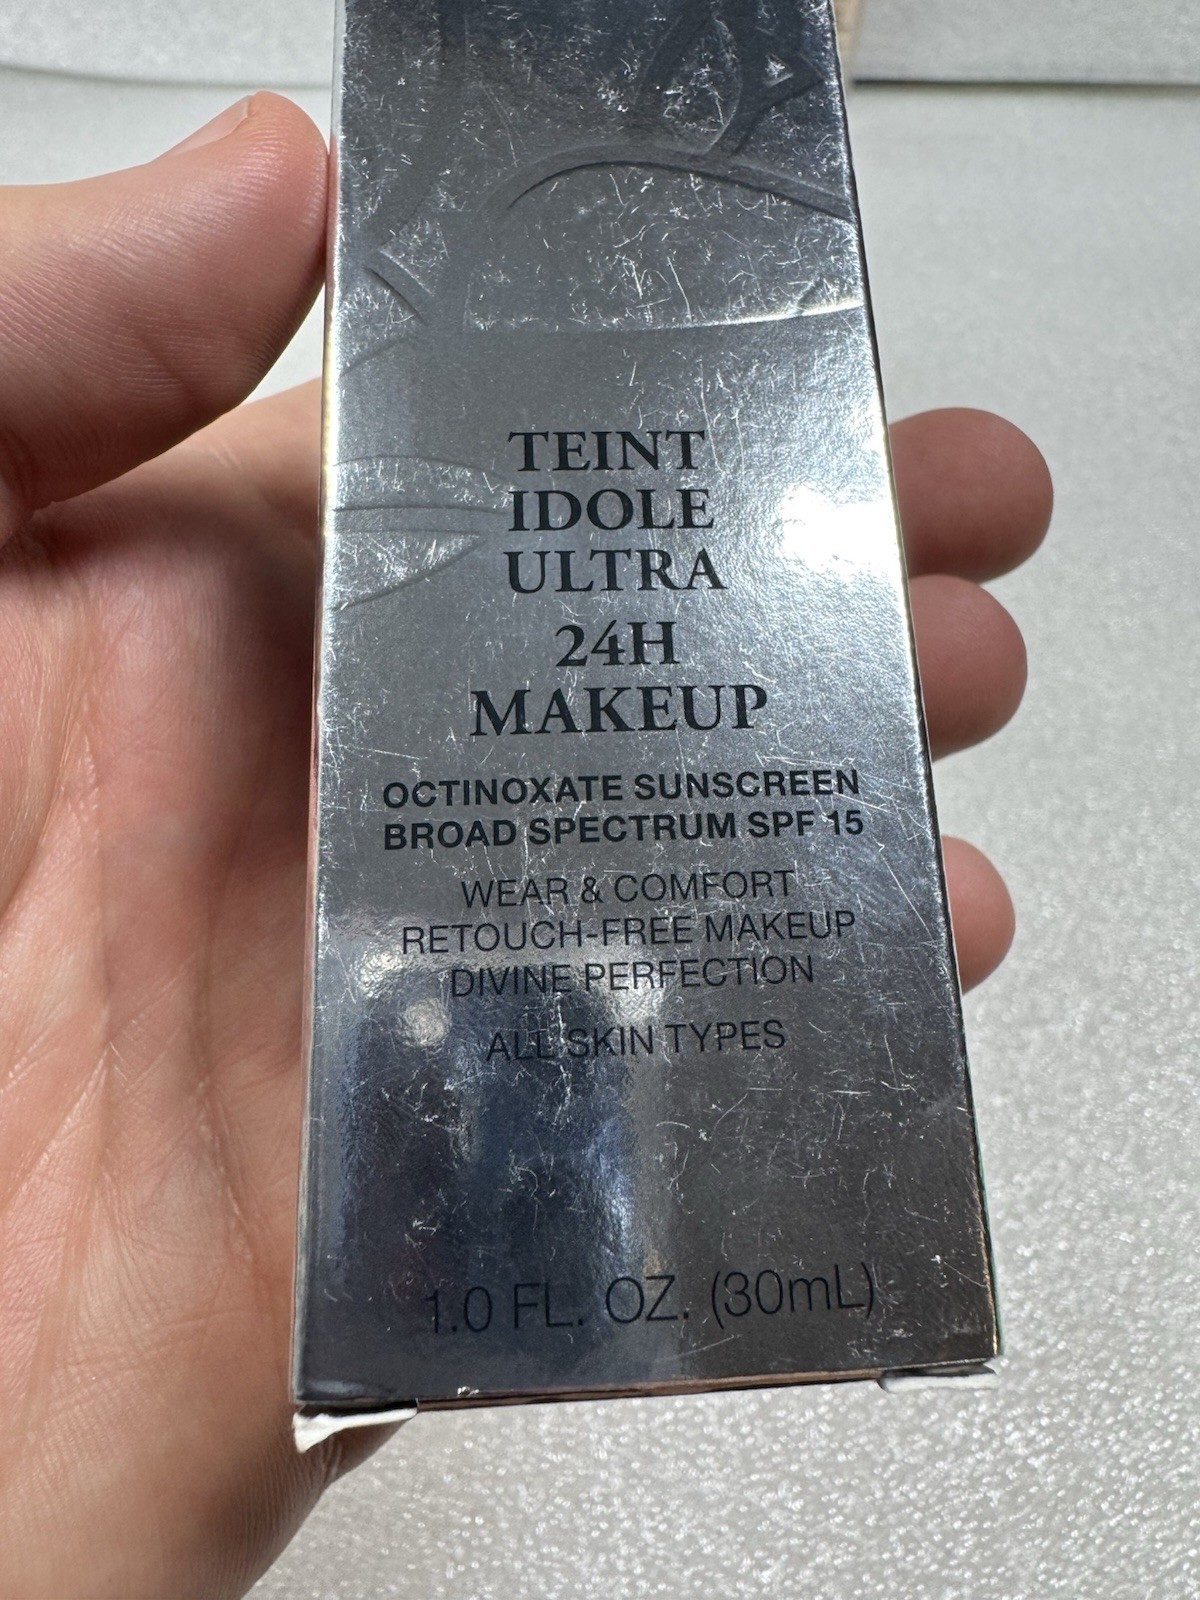 TEINT
IDOLE
ULTRA
24H
MAKEUP
OCTINOXATE SUNSCREEN
BROAD SPECTRUM SPF 15
WEAR & COMFORT
RETOUCH-FREE MAKEUP
DIVINE PERFECTION
ALL SKIN TYPES
1.0 FL. OZ. (30mL)